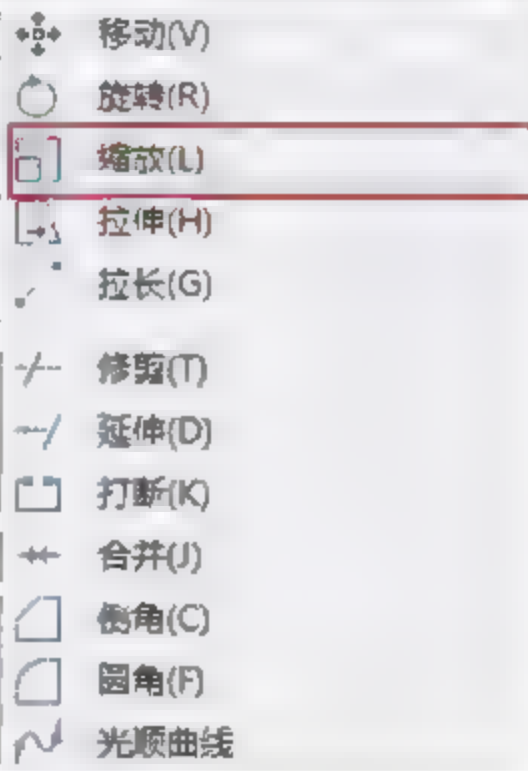 移动(V)
旋转(R)
缩放(L)
拉伸(H)
拉长(G)
修剪(T)
延伸(D)
打断(K)
合并(J)
倒角(C)
圆角(F)
光顺曲线